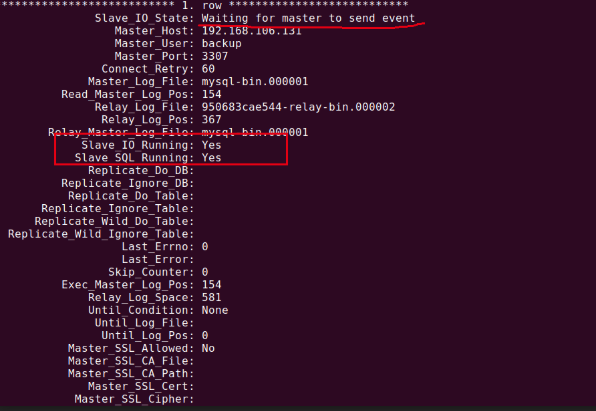 *************************** 1. row ***************************
Slave_IO_State: Waiting for master to send event
Master_Host: 192.168.106.131
Master_User: backup
Master_Port: 3307
Connect_Retry: 60
Master_Log_File: mysql-bin.000001
Read_Master_Log_Pos: 154
Relay_Log_File: 950683cae544-relay-bin.000002
Relay_Log_Pos: 367
Relay_Master_Log_File: mysql-bin.000001
Slave_IO_Running: Yes
Slave_SQL_Running: Yes
Replicate_Do_DB:
Replicate_Ignore_DB:
Replicate_Do_Table:
Replicate_Ignore_Table:
Replicate_Wild_Do_Table:
Replicate_Wild_Ignore_Table:
Last_Errno: 0
Last_Error:
Skip_Counter: 0
Exec_Master_Log_Pos: 154
Relay_Log_Space: 581
Until_Condition: None
Until_Log_File:
Until_Log_Pos: 0
Master_SSL_Allowed: No
Master_SSL_CA_File:
Master_SSL_CA_Path:
Master_SSL_Cert:
Master_SSL_Cipher: